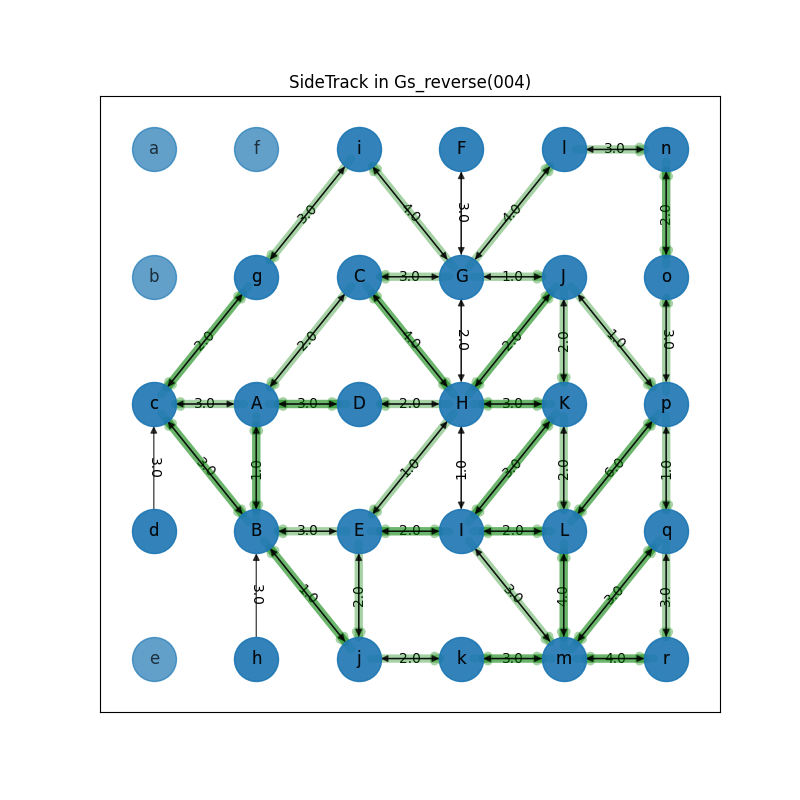 SideTrack in Gs_reverse(004)
a f i F l 3.0 n
3.0 4.0 3.0 4.0 2.0
b g C 3.0 G 1.0 J o
2.0 2.0 4.0 2.0 2.0 2.0 1.0 3.0
c 3.0 A 3.0 D 2.0 H 3.0 K p
3.0 3.0 1.0 1.0 1.0 2.0 6.0 1.0
d B 3.0 E 2.0 I 2.0 L q
3.0 1.0 2.0 3.0 4.0 3.0
e h j 2.0 k 3.0 m 4.0 r